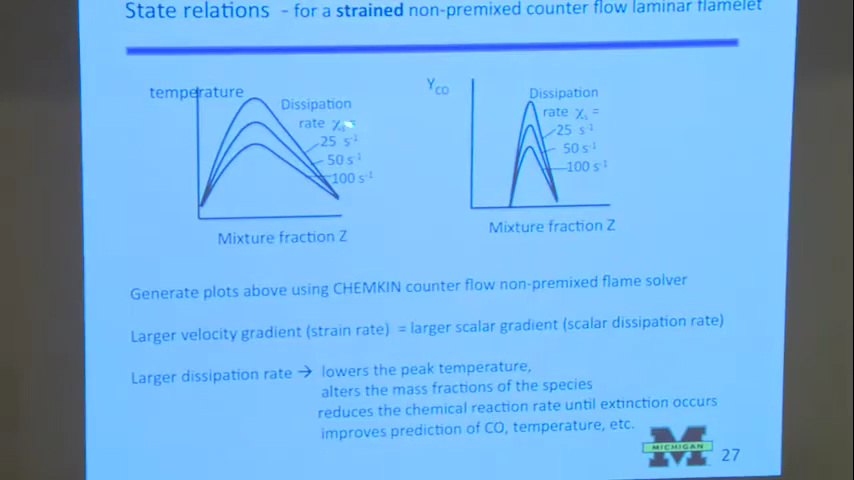 State relations - for a strained non-premixed counter flow laminar flamelet
temperature
Dissipation
rate χs =
25 s-1
50 s-1
100 s-1
Mixture fraction Z
YCO
Dissipation
rate χs =
25 s-1
50 s-1
100 s-1
Mixture fraction Z
Generate plots above using CHEMKIN counter flow non-premixed flame solver
Larger velocity gradient (strain rate) = larger scalar gradient (scalar dissipation rate)
Larger dissipation rate → lowers the peak temperature,
alters the mass fractions of the species
reduces the chemical reaction rate until extinction occurs
improves prediction of CO, temperature, etc.
M
MICHIGAN
27